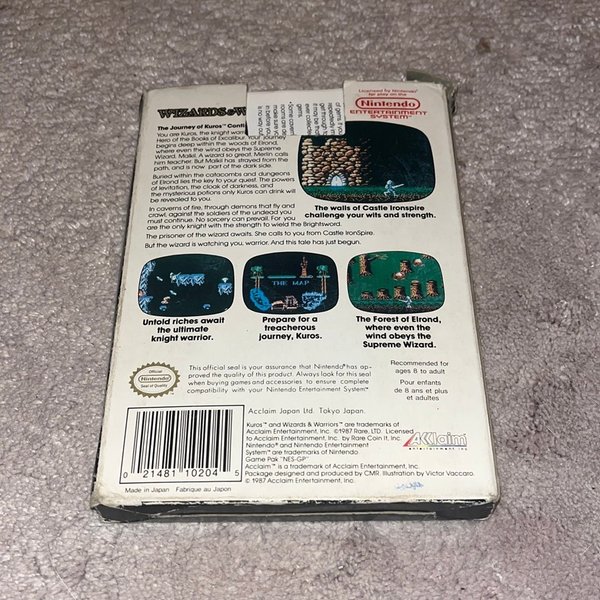 WIZARDS & W
The Journey of Kuros™ Cont
You are Kuros, the knight warr
Hero of the Books of Excalibur. Your jo
begins deep within the woods of Elrond,
where even the wind obeys the Supreme
Wizard, Malkil. A wizard so great, Merlin calls
him teacher. But Malkil has strayed from the
path, and is now part of the dark side.
Buried within the catacombs and dungeons
of Elrond lies the key to your quest. The powers
of levitation, the cloak of darkness, and
the mysterious potions only Kuros can drink will
be revealed to you.
In caverns of fire, through demons that fly and
crawl, against the soldiers of the undead you
must continue. No sorcery can prevail. For you
are the only knight with the strength to wield the Brightsword.
The prisoner of the wizard awaits. She calls to you from Castle IronSpire.
But the wizard is watching you, warrior. And this tale has just begun.
Licensed by Nintendo®
for play on the
Nintendo
ENTERTAINMENT
SYSTEM®
The walls of Castle Ironspire
challenge your wits and strength.
THE MAP
Untold riches await
the ultimate
knight warrior.
Prepare for a
treacherous
journey, Kuros.
The Forest of Elrond,
where even the
wind obeys the
Supreme Wizard.
Official
Nintendo
Seal of Quality
This official seal is your assurance that Nintendo® has ap-
proved the quality of this product. Always look for this seal
when buying games and accessories to ensure complete
compatibility with your Nintendo Entertainment System®.
Recommended for
ages 8 to adult
Pour enfants
de 8 ans et plus
et adultes
Acclaim Japan Ltd. Tokyo Japan.
Kuros™ and Wizards & Warriors™ are trademarks of
Acclaim Entertainment, Inc. ©1987 Rare, LTD. Licensed
to Acclaim Entertainment, Inc. by Rare Coin It, Inc.
Nintendo® and Nintendo Entertainment
System™ are trademarks of Nintendo.
Game Pak "NES-GP"
Acclaim™ is a trademark of Acclaim Entertainment, Inc.
Package designed and produced by CMR. Illustration by Victor Vaccaro.
© 1987 Acclaim Entertainment, Inc.
Acclaim
entertainment inc.
0 21481 10204 5
Made in Japan Fabriqué au Japon